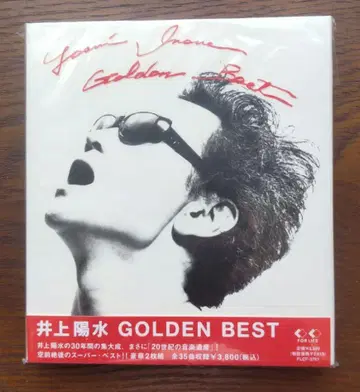 Yosui Inoue
Golden Best
井上陽水 GOLDEN BEST
井上陽水の30年間の集大成、まさに「20世紀の音楽遺産」!
空前絶後のスーパー・ベスト!! 豪華2枚組 全35曲収録 ¥3,800(税込)
FOR LIFE